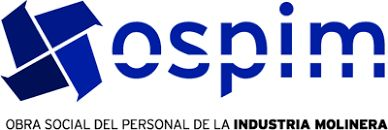 ospim
OBRA SOCIAL DEL PERSONAL DE LA INDUSTRIA MOLINERA